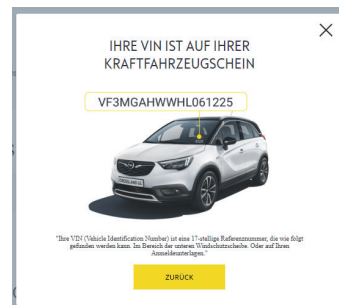 IHRE VIN IST AUF IHRER
KRAFTFAHRZEUGSCHEIN
VF3MGAHWWHL061225
CROSSLAND
"Ihre VIN (Vehicle Identification Number) ist eine 17-stellige Referenznummer, die wie folgt
gefunden werden kann. Im Bereich der unteren Windschutzscheibe. Oder auf Ihren
Anmeldeunterlagen."
ZURÜCK